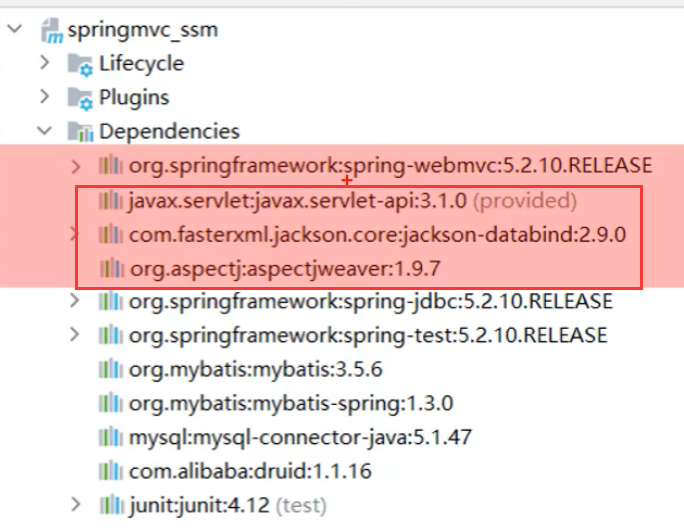 springmvc_ssm
Lifecycle
Plugins
Dependencies
org.springframework:spring-webmvc:5.2.10.RELEASE
javax.servlet:javax.servlet-api:3.1.0 (provided)
com.fasterxml.jackson.core:jackson-databind:2.9.0
org.aspectj:aspectjweaver:1.9.7
org.springframework:spring-jdbc:5.2.10.RELEASE
org.springframework:spring-test:5.2.10.RELEASE
org.mybatis:mybatis:3.5.6
org.mybatis:mybatis-spring:1.3.0
mysql:mysql-connector-java:5.1.47
com.alibaba:druid:1.1.16
junit:junit:4.12 (test)